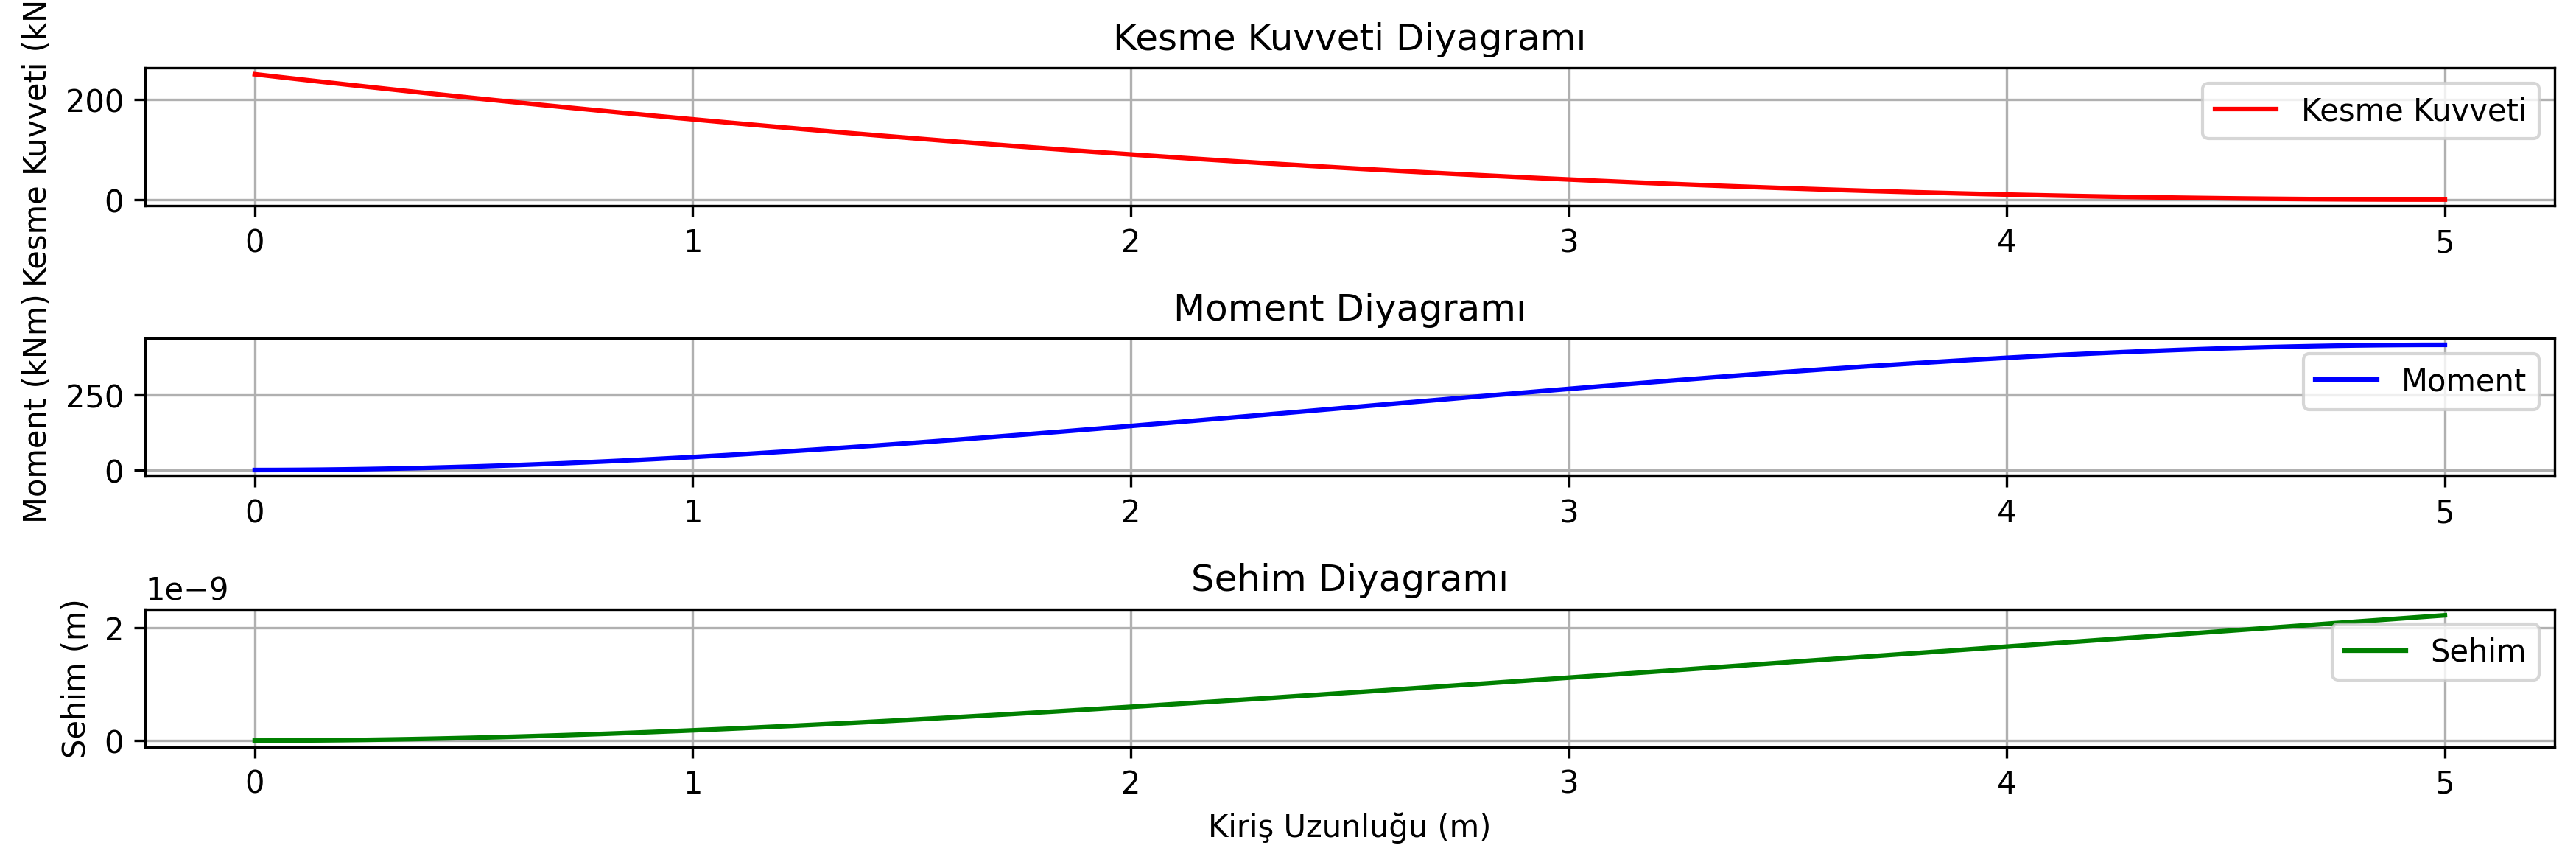 Kesme Kuvveti Diyagramı
Kesme Kuvveti (kN
200
0
Kesme Kuvveti
0 1 2 3 4 5
Moment Diyagramı
Moment (kNm)
250
0
Moment
0 1 2 3 4 5
Sehim Diyagramı
1e−9
Sehim (m)
2
0
Sehim
0 1 2 3 4 5
Kiriş Uzunluğu (m)